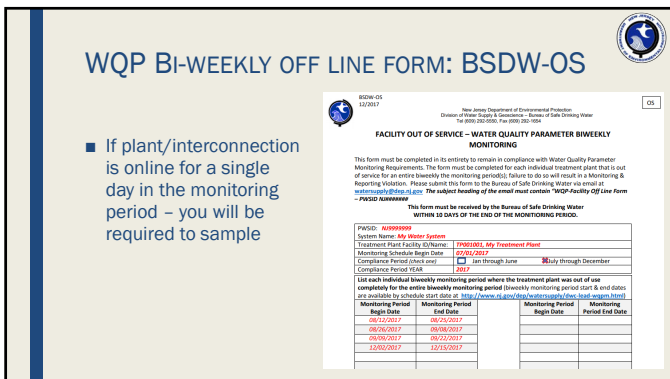 WQP BI-WEEKLY OFF LINE FORM: BSDW-OS
■ If plant/interconnection
is online for a single
day in the monitoring
period – you will be
required to sample
BSDW-OS
12/2017
OS
New Jersey Department of Environmental Protection
Division of Water Supply & Geoscience – Bureau of Safe Drinking Water
Tel (609) 292-5550, Fax (609) 292-1654
FACILITY OUT OF SERVICE – WATER QUALITY PARAMETER BIWEEKLY
MONITORING
This form must be completed in its entirety to remain in compliance with Water Quality Parameter
Monitoring Requirements. The form must be completed for each individual treatment plant that is out
of service for an entire biweekly the monitoring period(s); failure to do so will result in a Monitoring &
Reporting Violation. Please submit this form to the Bureau of Safe Drinking Water via email at
watersupply@dep.nj.gov The subject heading of the email must contain "WQP-Facility Off Line Form
– PWSID NJ#######
This form must be received by the Bureau of Safe Drinking Water
WITHIN 10 DAYS OF THE END OF THE MONITIORING PERIOD.
PWSID: NJ9999999
System Name: My Water System
Treatment Plant Facility ID/Name: TP001001, My Treatment Plant
Monitoring Schedule Begin Date 07/01/2017
Compliance Period (check one) Jan through June July through December
Compliance Period YEAR 2017
List each individual biweekly monitoring period where the treatment plant was out of use
completely for the entire biweekly monitoring period (biweekly monitoring period start & end dates
are available by schedule start date at http://www.nj.gov/dep/watersupply/dwc-lead-wqpm.html)
Monitoring Period Begin Date Monitoring Period End Date Monitoring Period Begin Date Monitoring Period End Date
08/12/2017 08/25/2017
08/26/2017 09/08/2017
09/09/2017 09/22/2017
12/02/2017 12/15/2017